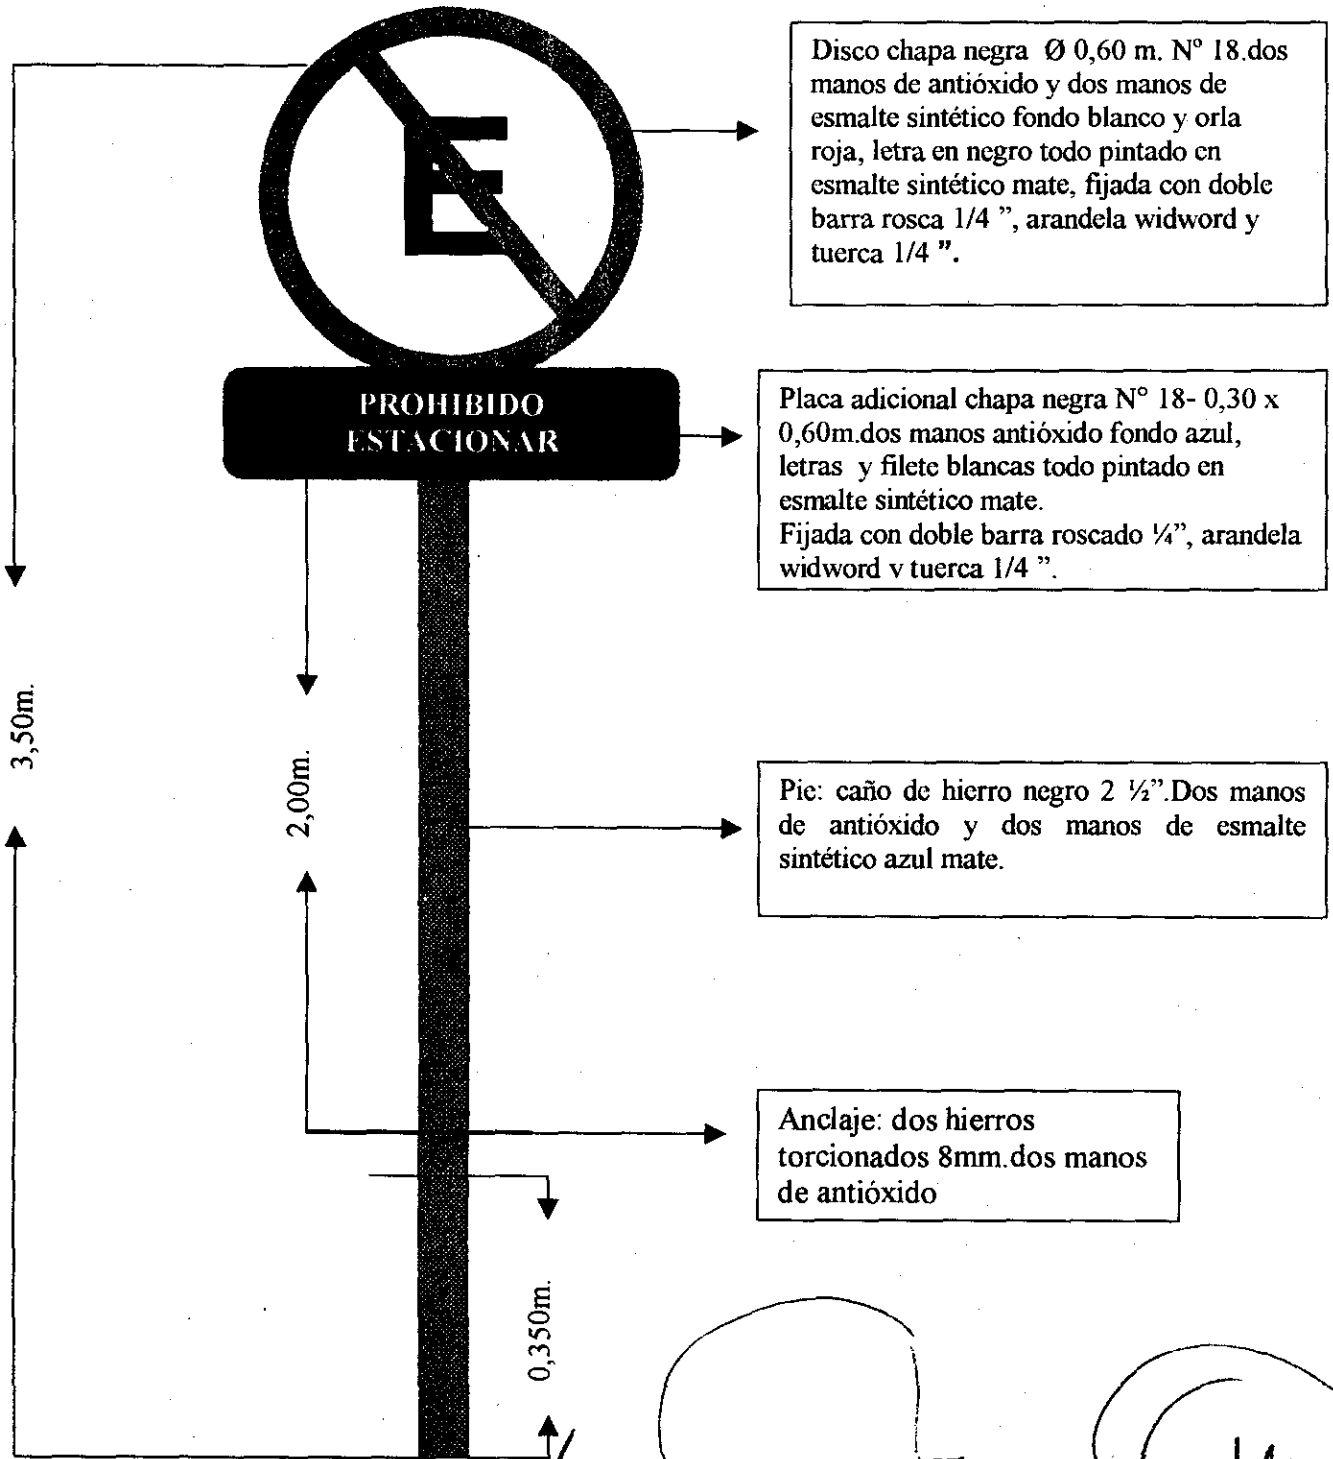 E
Disco chapa negra Ø 0,60 m. N° 18.dos
manos de antióxido y dos manos de
esmalte sintético fondo blanco y orla
roja, letra en negro todo pintado en
esmalte sintético mate, fijada con doble
barra rosca 1/4 ”, arandela widword y
tuerca 1/4 ”.
PROHIBIDO
ESTACIONAR
Placa adicional chapa negra N° 18- 0,30 x
0,60m.dos manos antióxido fondo azul,
letras y filete blancas todo pintado en
esmalte sintético mate.
Fijada con doble barra roscado ¼”, arandela
widword y tuerca 1/4 ”.
3,50m.
2,00m.
Pie: caño de hierro negro 2 ½”.Dos manos
de antióxido y dos manos de esmalte
sintético azul mate.
Anclaje: dos hierros
torcionados 8mm.dos manos
de antióxido
0,350m.